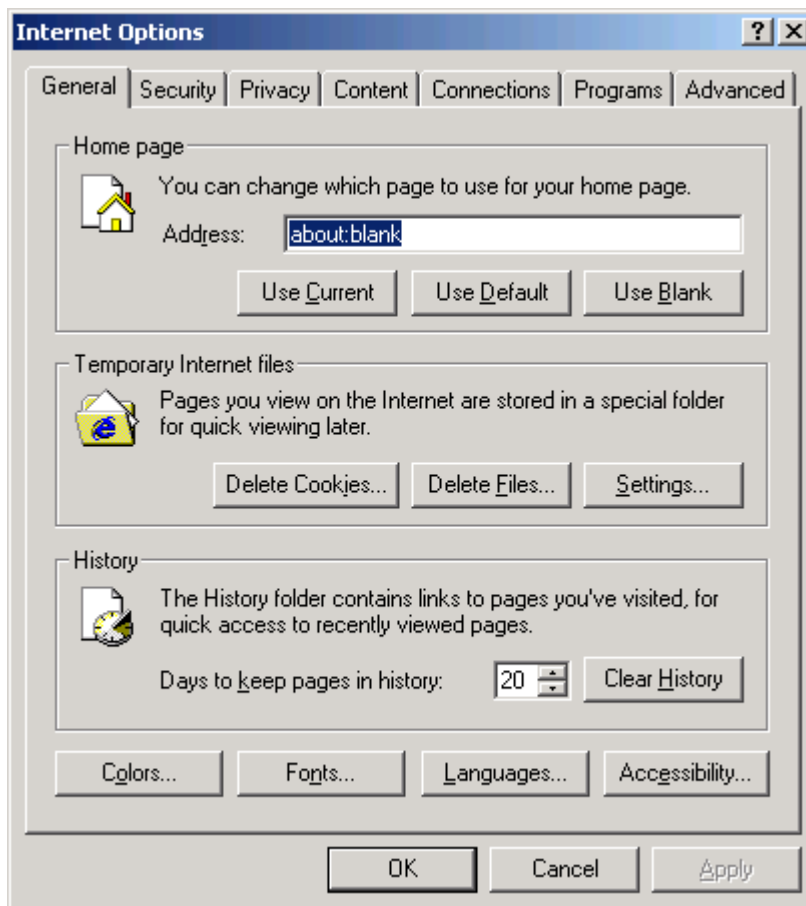 Internet Options
General Security Privacy Content Connections Programs Advanced
Home page
You can change which page to use for your home page.
Address: about:blank
Use Current Use Default Use Blank
Temporary Internet files
Pages you view on the Internet are stored in a special folder
for quick viewing later.
Delete Cookies... Delete Files... Settings...
History
The History folder contains links to pages you've visited, for
quick access to recently viewed pages.
Days to keep pages in history: 20 Clear History
Colors... Fonts... Languages... Accessibility...
OK Cancel Apply